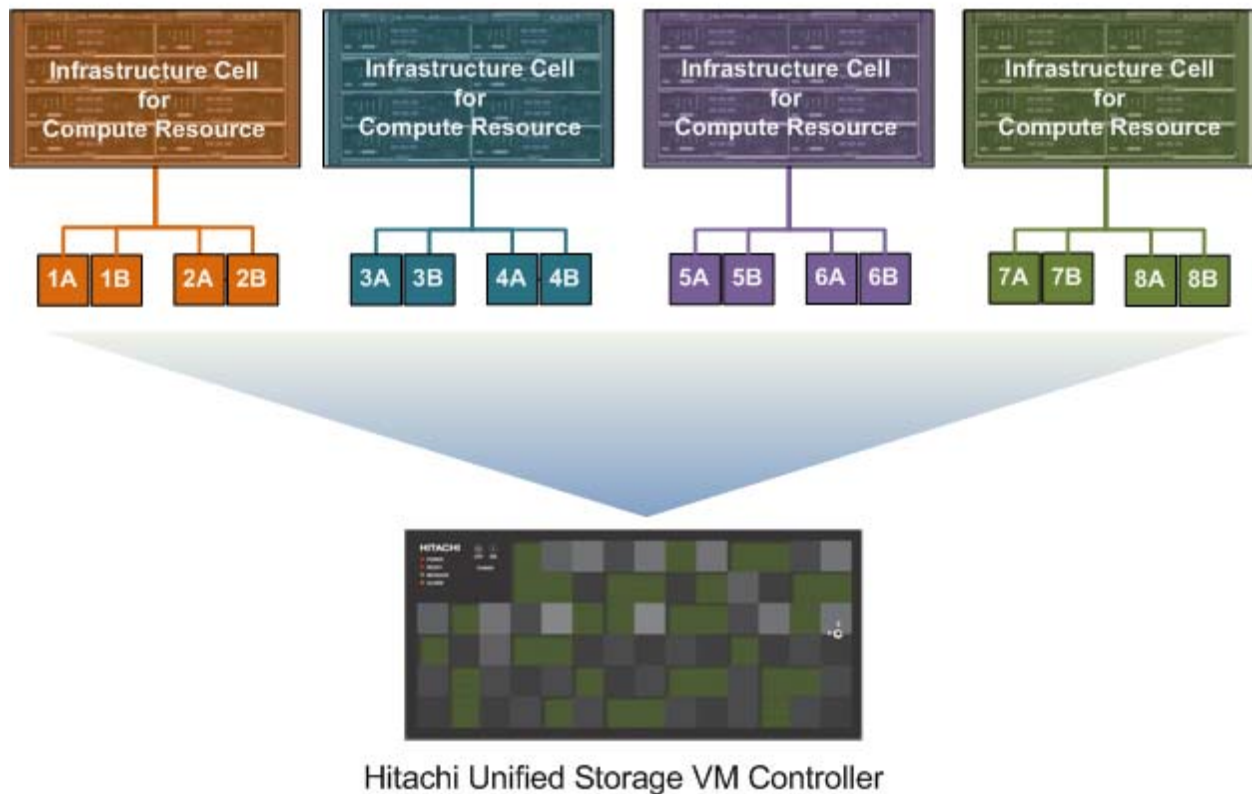 Infrastructure Cell
for
Compute Resource
Infrastructure Cell
for
Compute Resource
Infrastructure Cell
for
Compute Resource
Infrastructure Cell
for
Compute Resource
1A 1B 2A 2B
3A 3B 4A 4B
5A 5B 6A 6B
7A 7B 8A 8B
HITACHI
Hitachi Unified Storage VM Controller